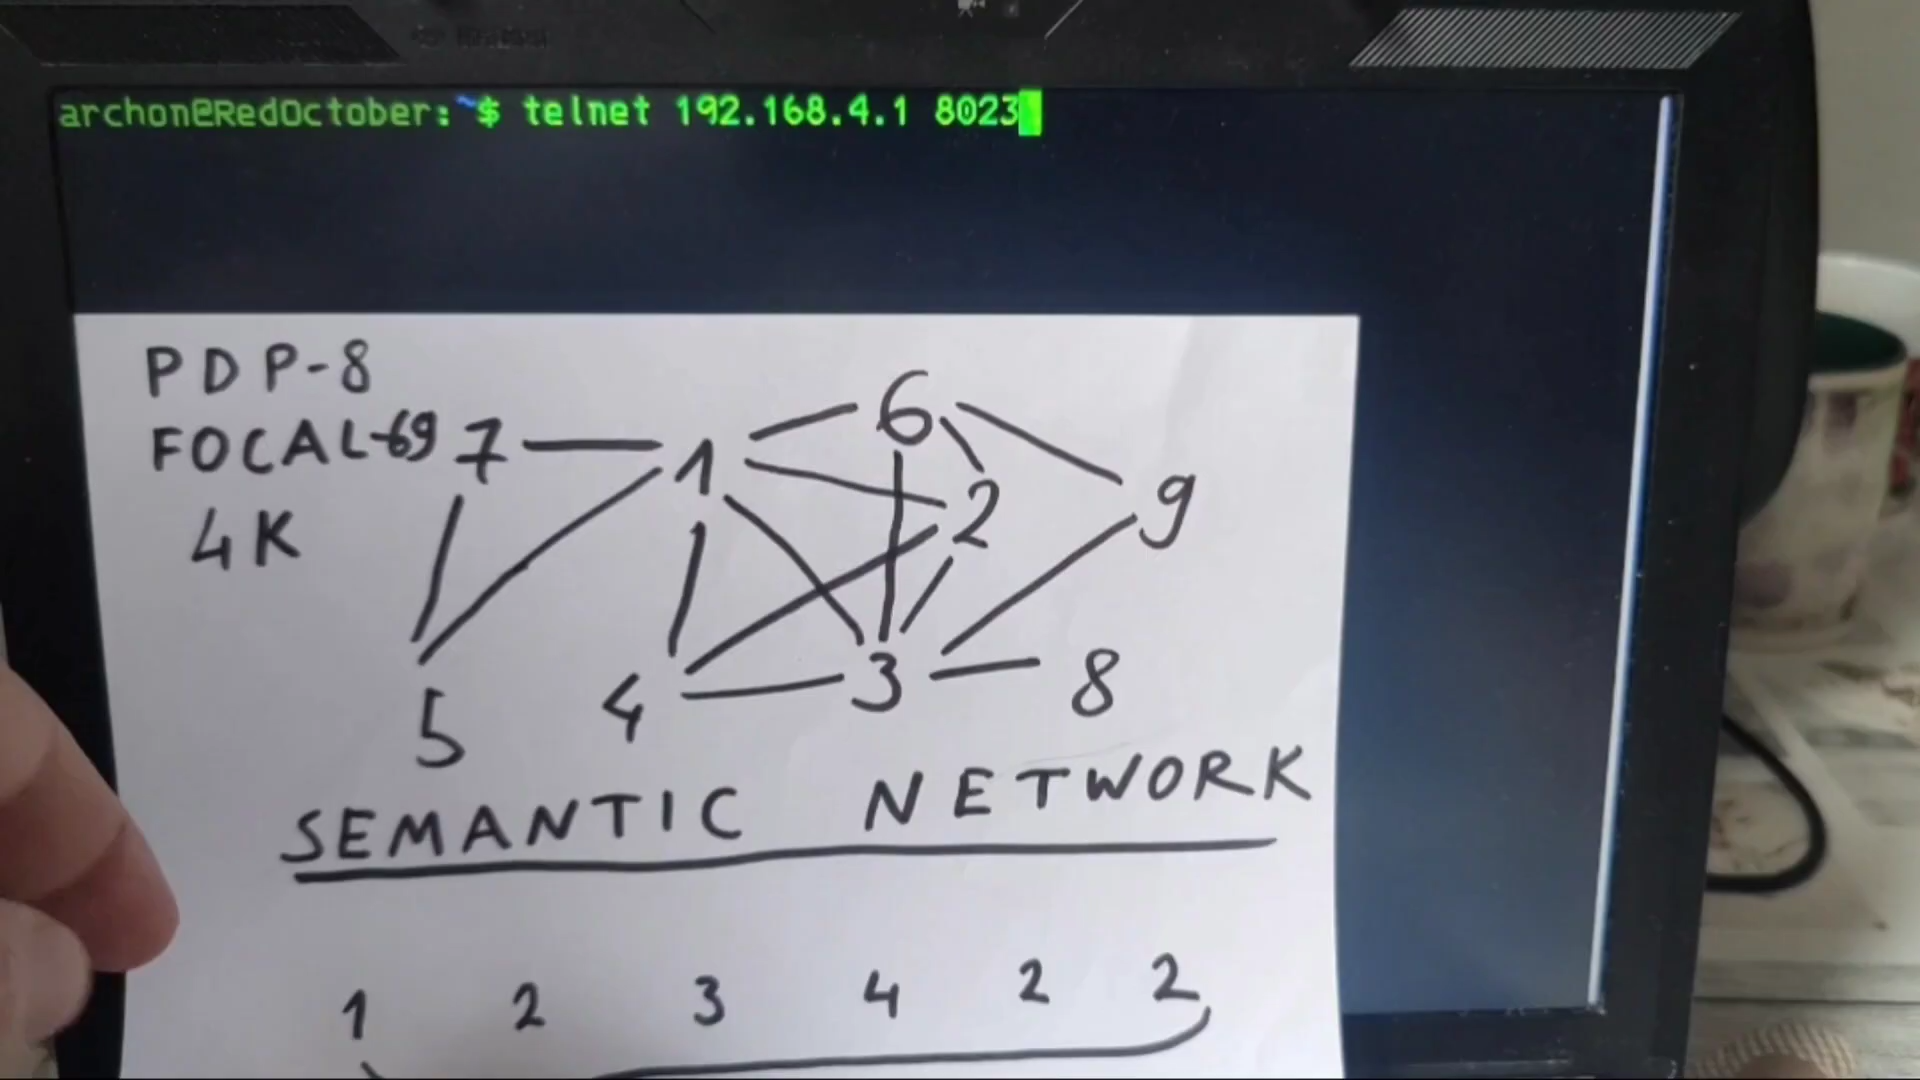 archon@RedOctober:~$ telnet 192.168.4.1 8023
PDP-8
FOCAL-69
4K
6
7 1
2 9
5 4 3 8
SEMANTIC NETWORK
1 2 3 4 2 2